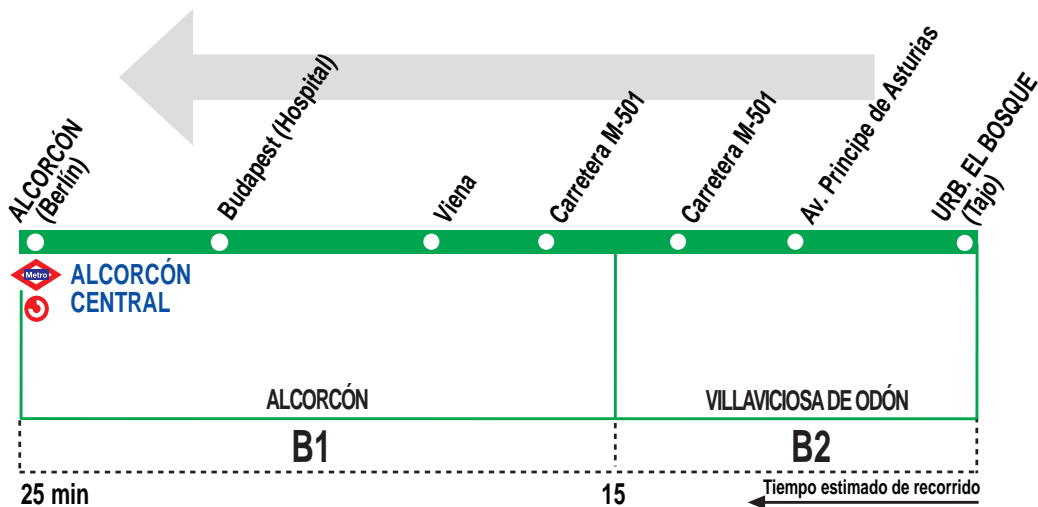 ALCORCÓN
(Berlín)
Budapest (Hospital)
Viena
Carretera M-501
Carretera M-501
Av. Principe de Asturias
URB. EL BOSQUE
(Tajo)
Metro
ALCORCÓN
CENTRAL
ALCORCÓN
VILLAVICIOSA DE ODÓN
B1
B2
25 min
15
Tiempo estimado de recorrido